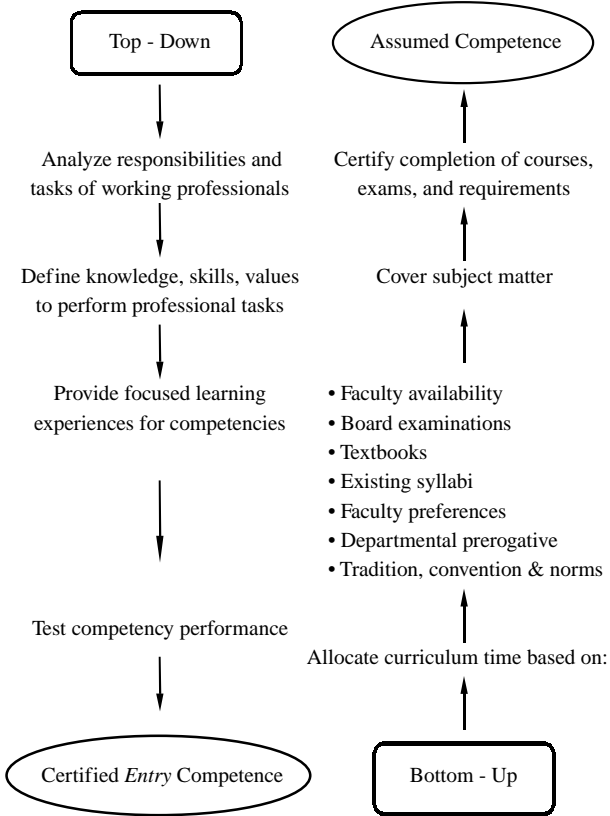 Top - Down
Analyze responsibilities and
tasks of working professionals
Define knowledge, skills, values
to perform professional tasks
Provide focused learning
experiences for competencies
Test competency performance
Certified Entry Competence
Assumed Competence
Certify completion of courses,
exams, and requirements
Cover subject matter
• Faculty availability
• Board examinations
• Textbooks
• Existing syllabi
• Faculty preferences
• Departmental prerogative
• Tradition, convention & norms
Allocate curriculum time based on:
Bottom - Up